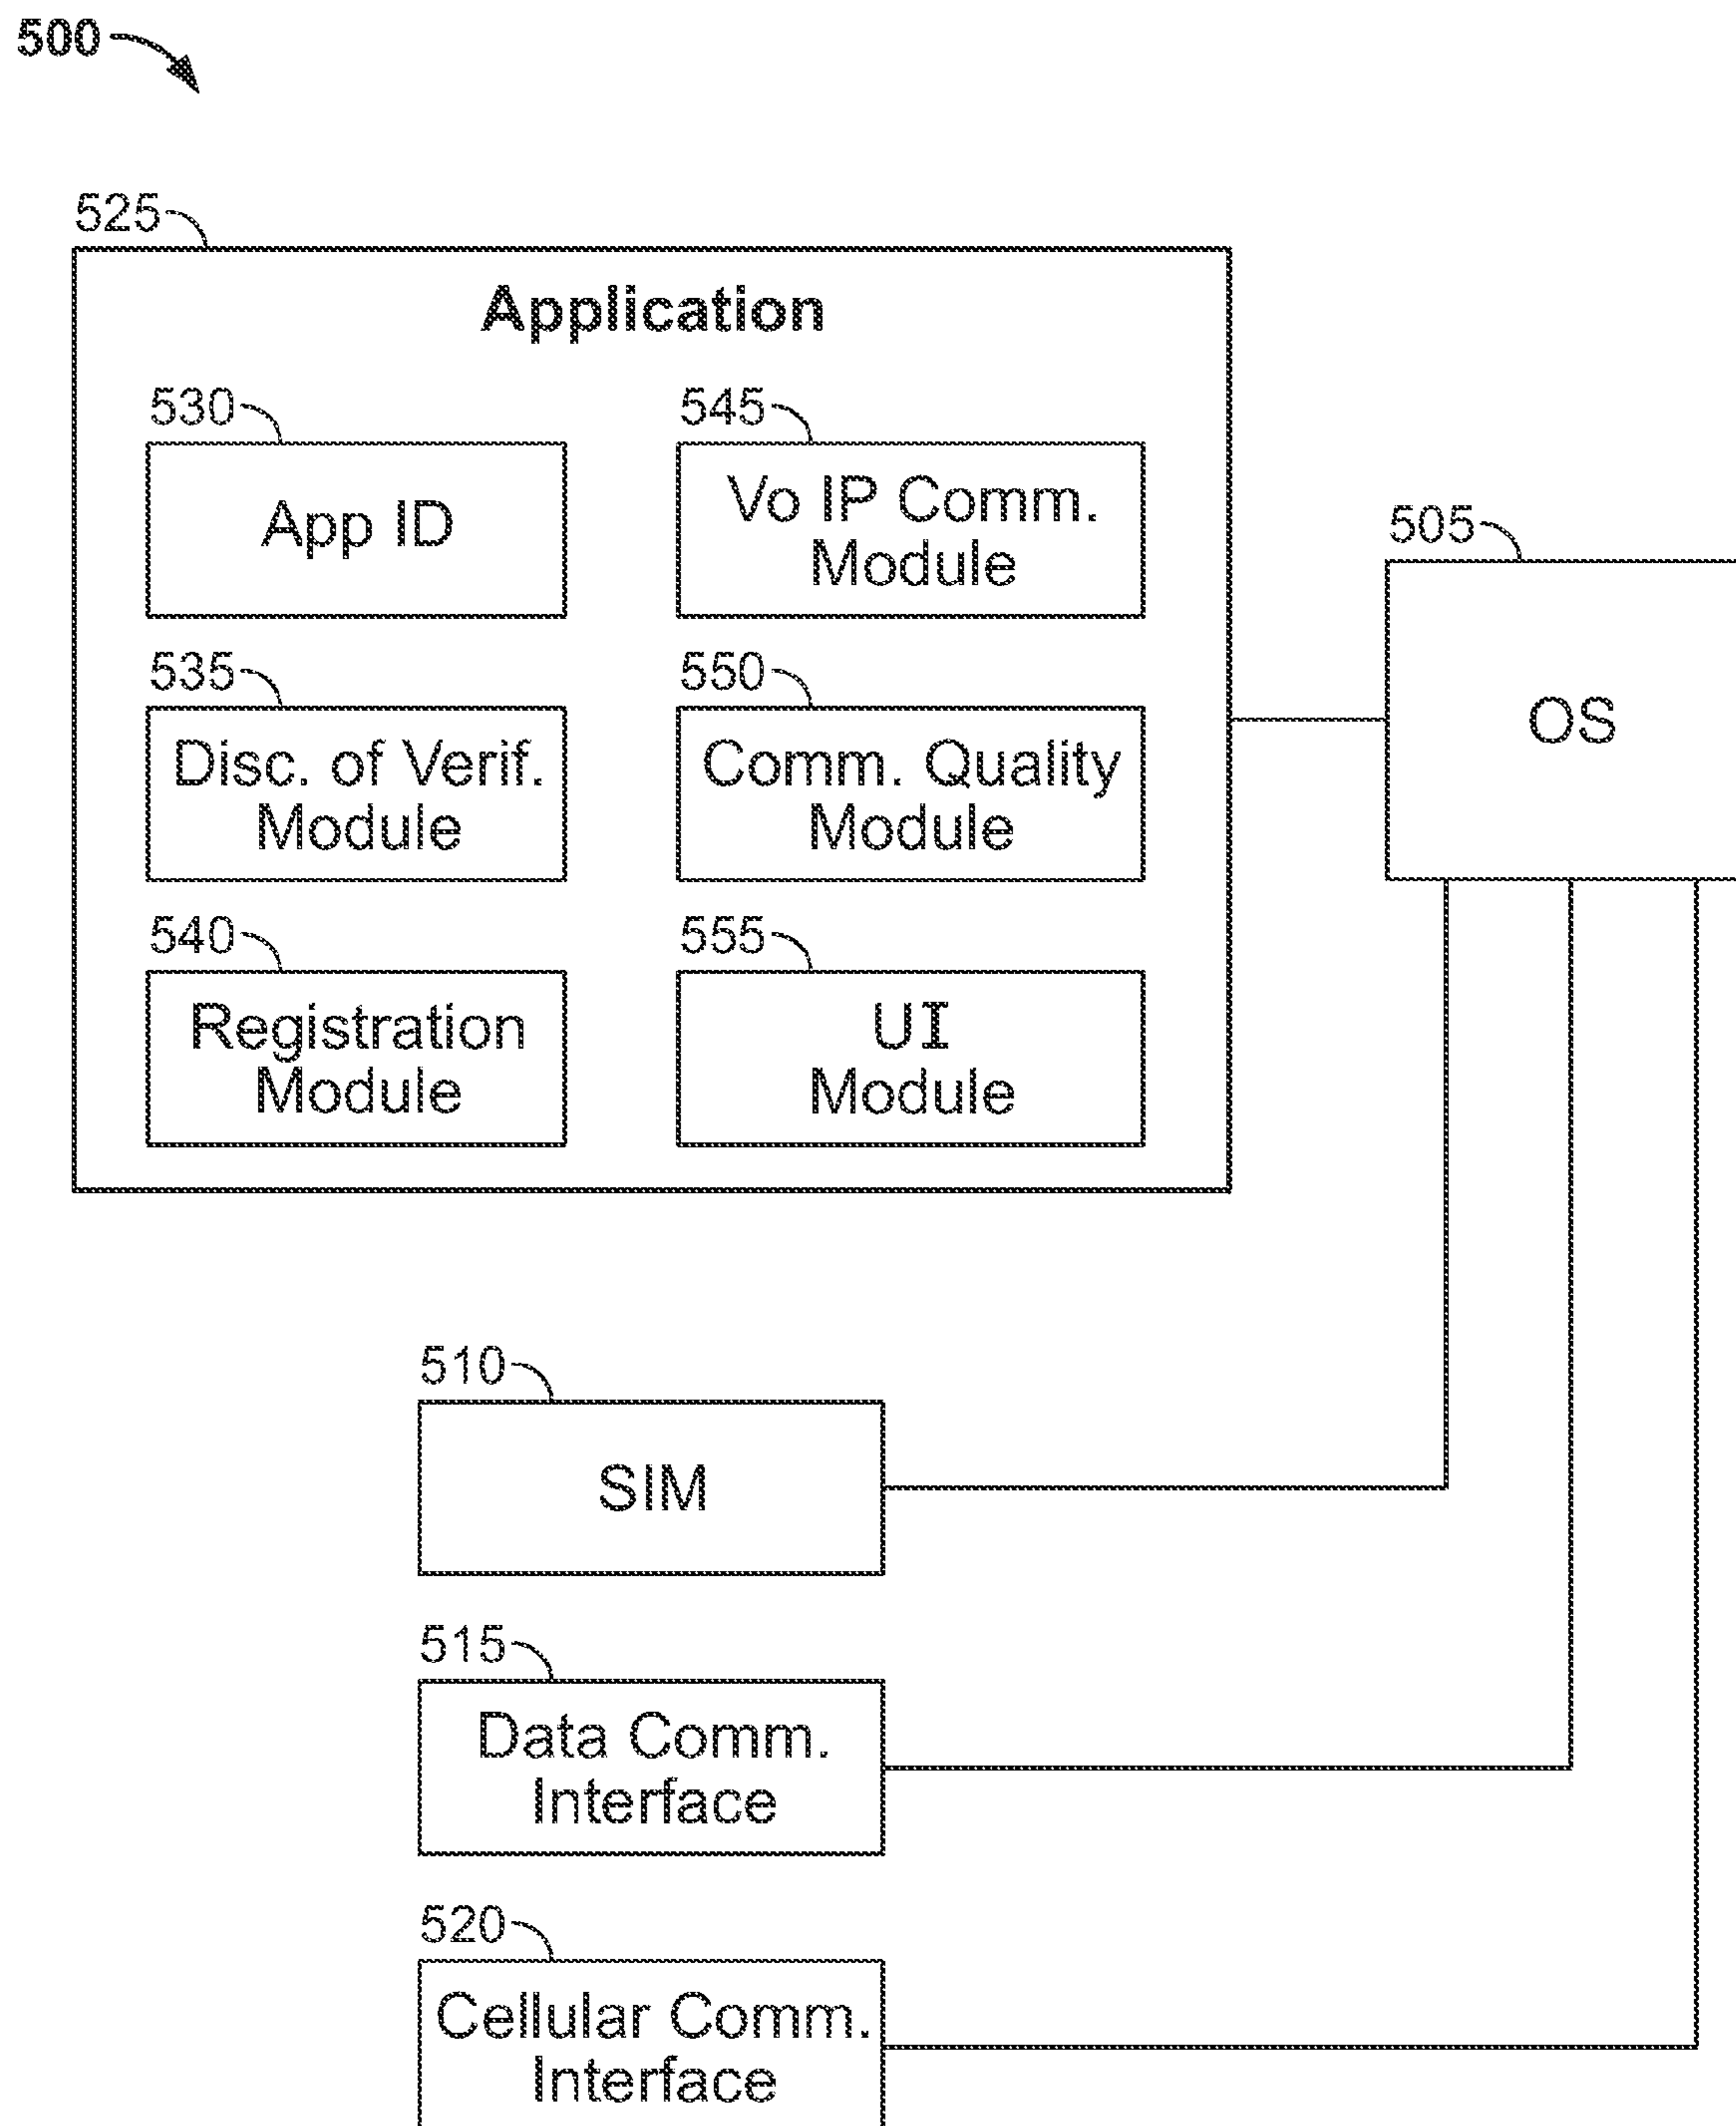 500
525
Application
530
App ID
545
Vo IP Comm.
Module
535
Disc. of Verif.
Module
550
Comm. Quality
Module
540
Registration
Module
555
UI
Module
505
OS
510
SIM
515
Data Comm.
Interface
520
Cellular Comm.
Interface